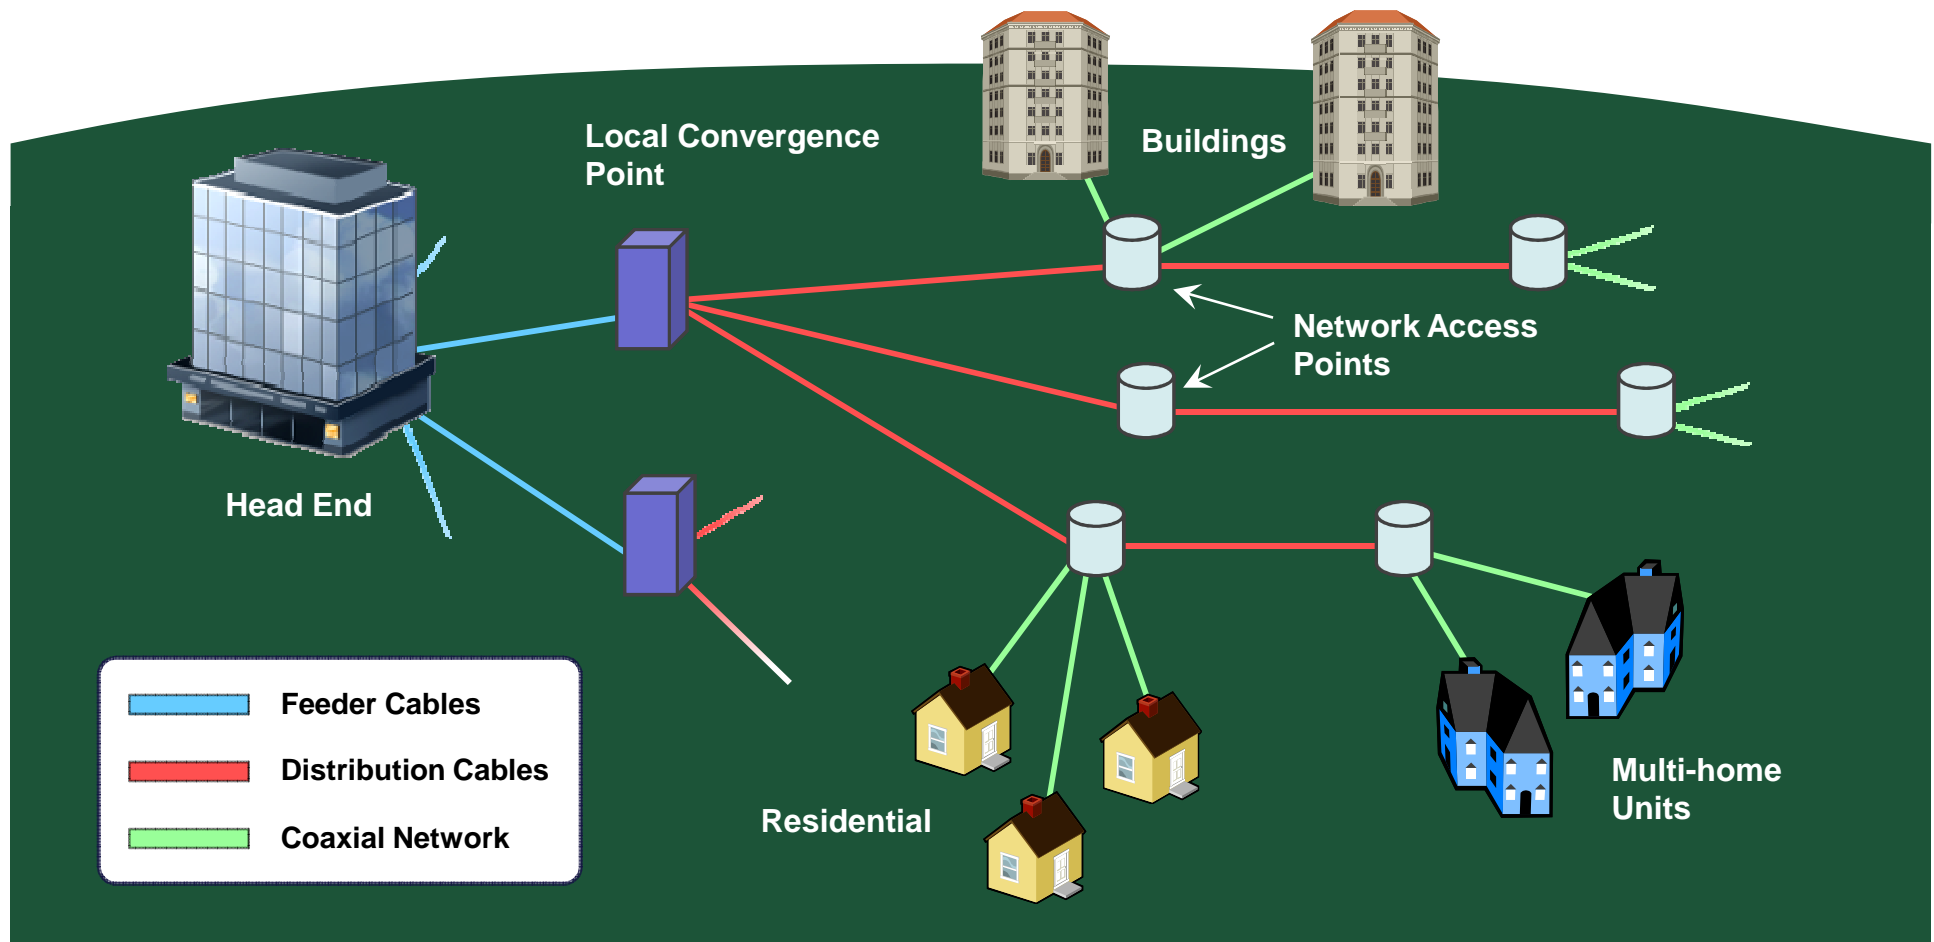 Local Convergence
Point
Buildings
Network Access
Points
Head End
Feeder Cables
Distribution Cables
Coaxial Network
Residential
Multi-home
Units